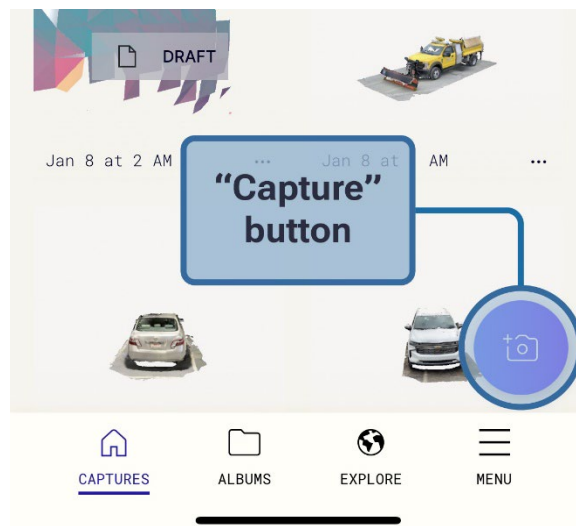 DRAFT
Jan 8 at 2 AM ... Jan 8 at AM ...
“Capture”
button
CAPTURES ALBUMS EXPLORE MENU